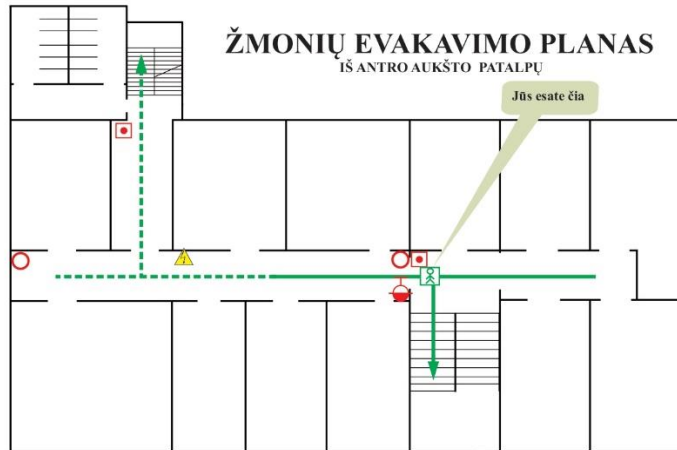 ŽMONIŲ EVAKAVIMO PLANAS
IŠ ANTRO AUKŠTO PATALPŲ
Jūs esate čia